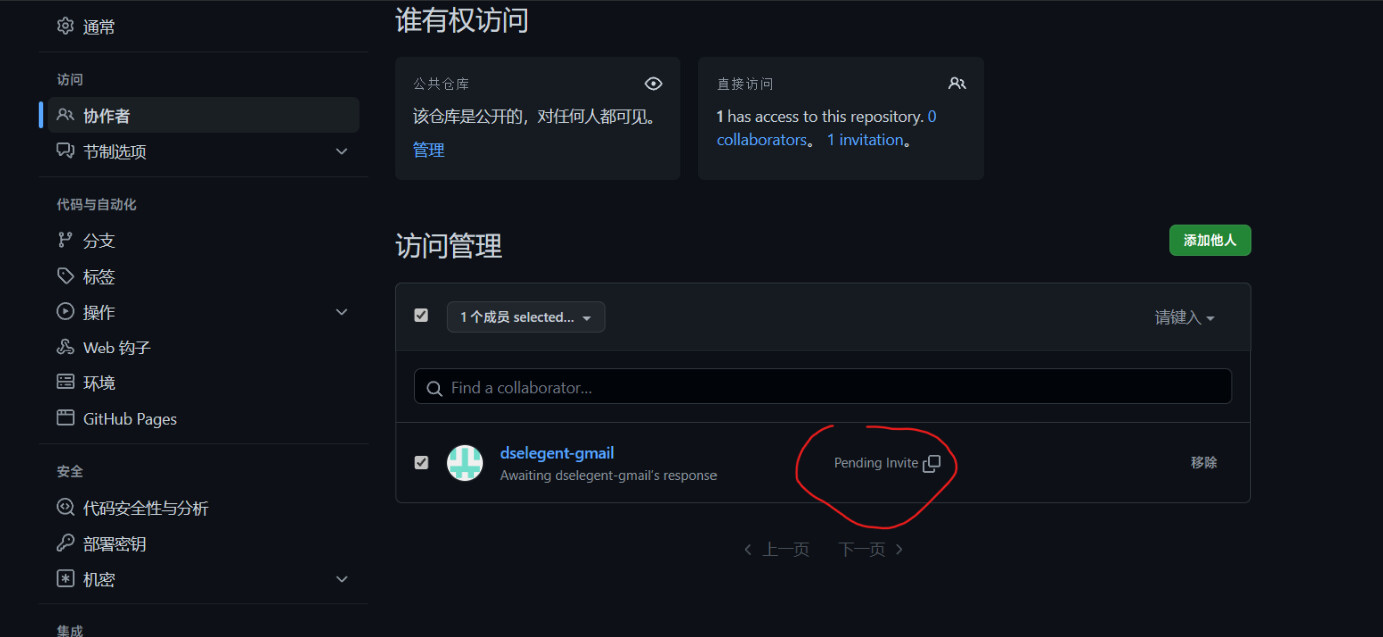 通常
访问
协作者
节制选项
代码与自动化
分支
标签
操作
Web 钩子
环境
GitHub Pages
安全
代码安全性与分析
部署密钥
机密
集成
谁有权访问
公共仓库
该仓库是公开的，对任何人都可见。
管理
直接访问
1 has access to this repository. 0
collaborators。 1 invitation。
访问管理
添加他人
1 个成员 selected...
请键入
Find a collaborator...
dselegent-gmail
Awaiting dselegent-gmail's response
Pending Invite
移除
上一页 下一页